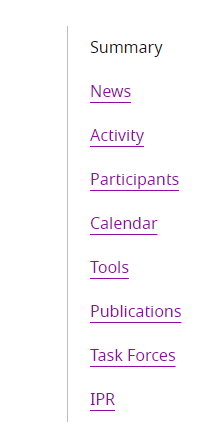 Summary
News
Activity
Participants
Calendar
Tools
Publications
Task Forces
IPR